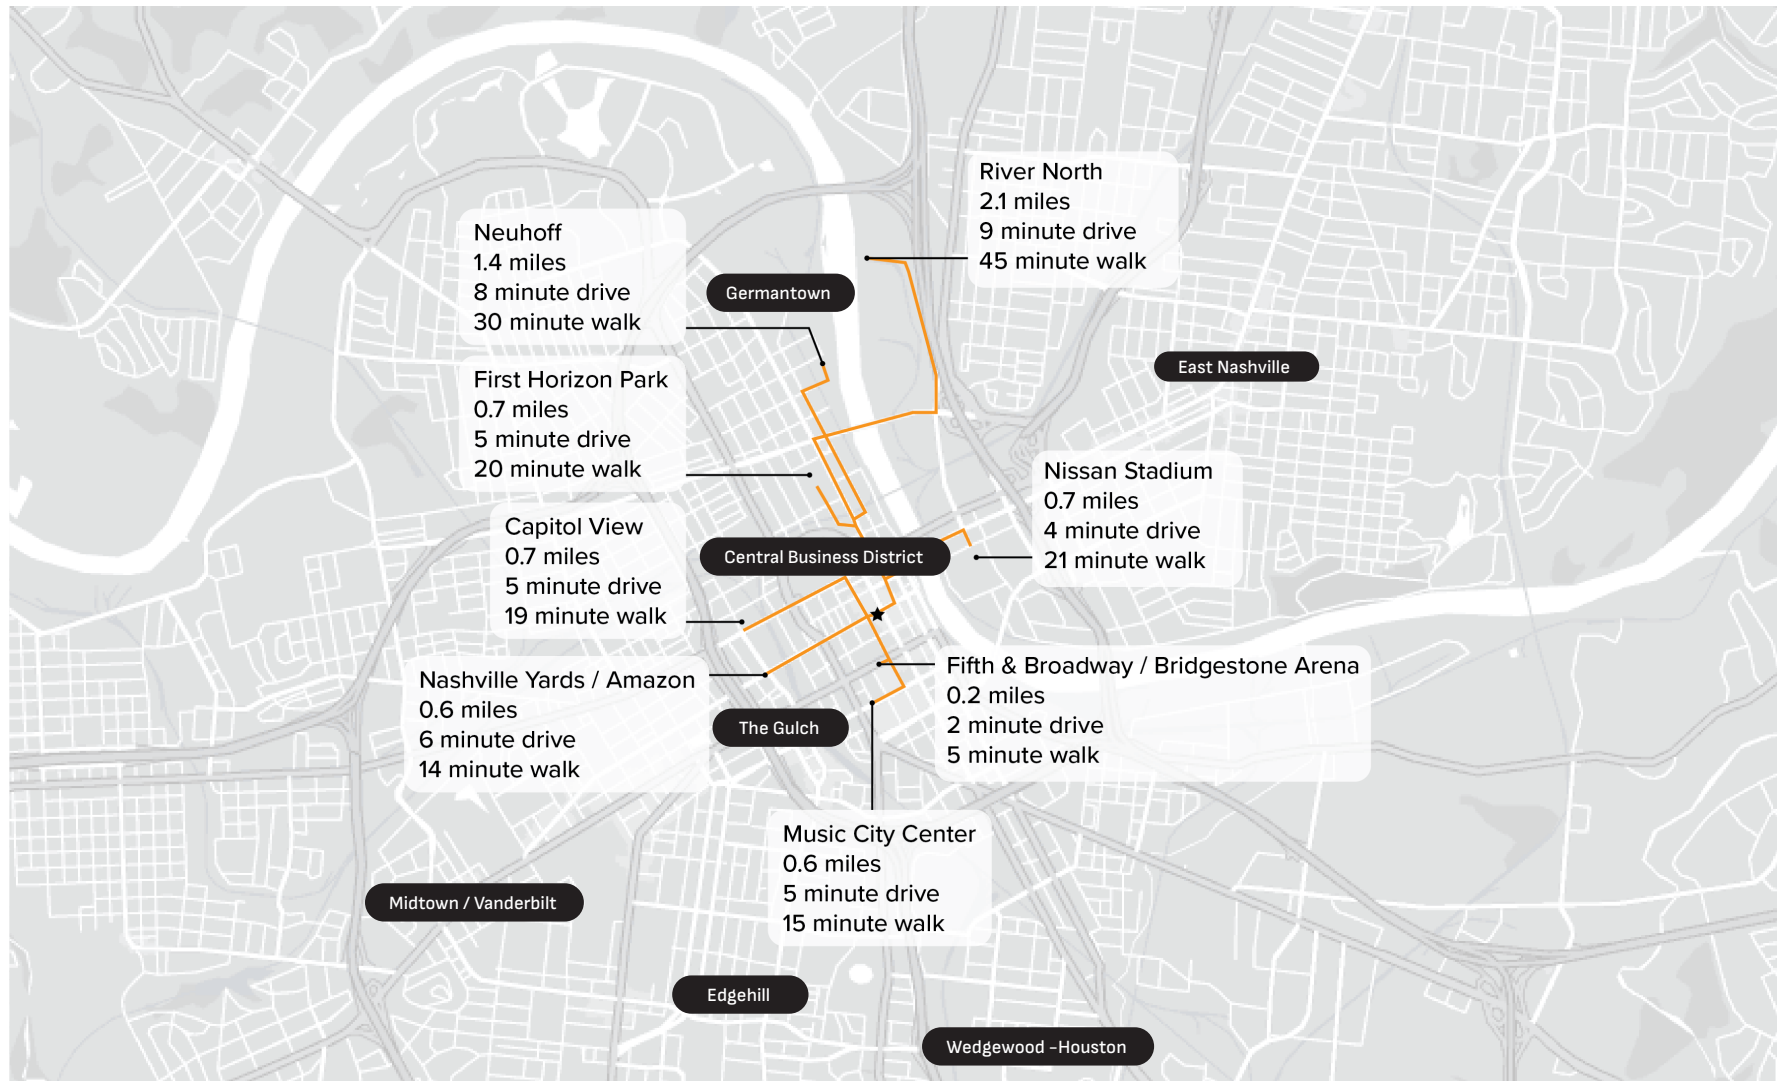 River North
2.1 miles
9 minute drive
45 minute walk
Neuhoff
1.4 miles
8 minute drive
30 minute walk
Germantown
East Nashville
First Horizon Park
0.7 miles
5 minute drive
20 minute walk
Nissan Stadium
0.7 miles
4 minute drive
21 minute walk
Capitol View
0.7 miles
5 minute drive
19 minute walk
Central Business District
Nashville Yards / Amazon
0.6 miles
6 minute drive
14 minute walk
Fifth & Broadway / Bridgestone Arena
0.2 miles
2 minute drive
5 minute walk
The Gulch
Music City Center
0.6 miles
5 minute drive
15 minute walk
Midtown / Vanderbilt
Edgehill
Wedgewood -Houston